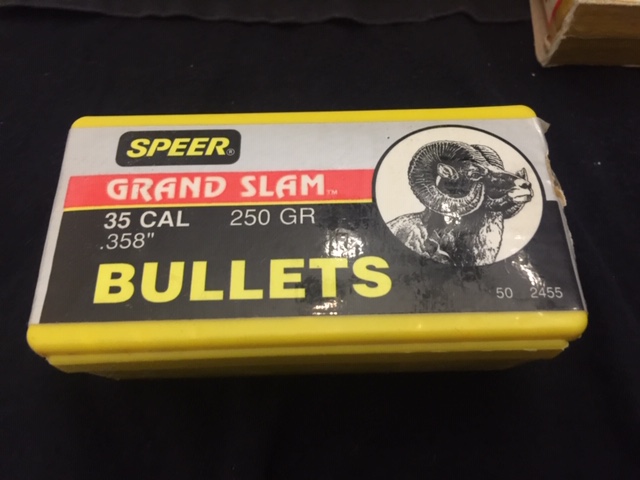 SPEER®
GRAND SLAM™
35 CAL 250 GR
.358"
BULLETS
50 2455